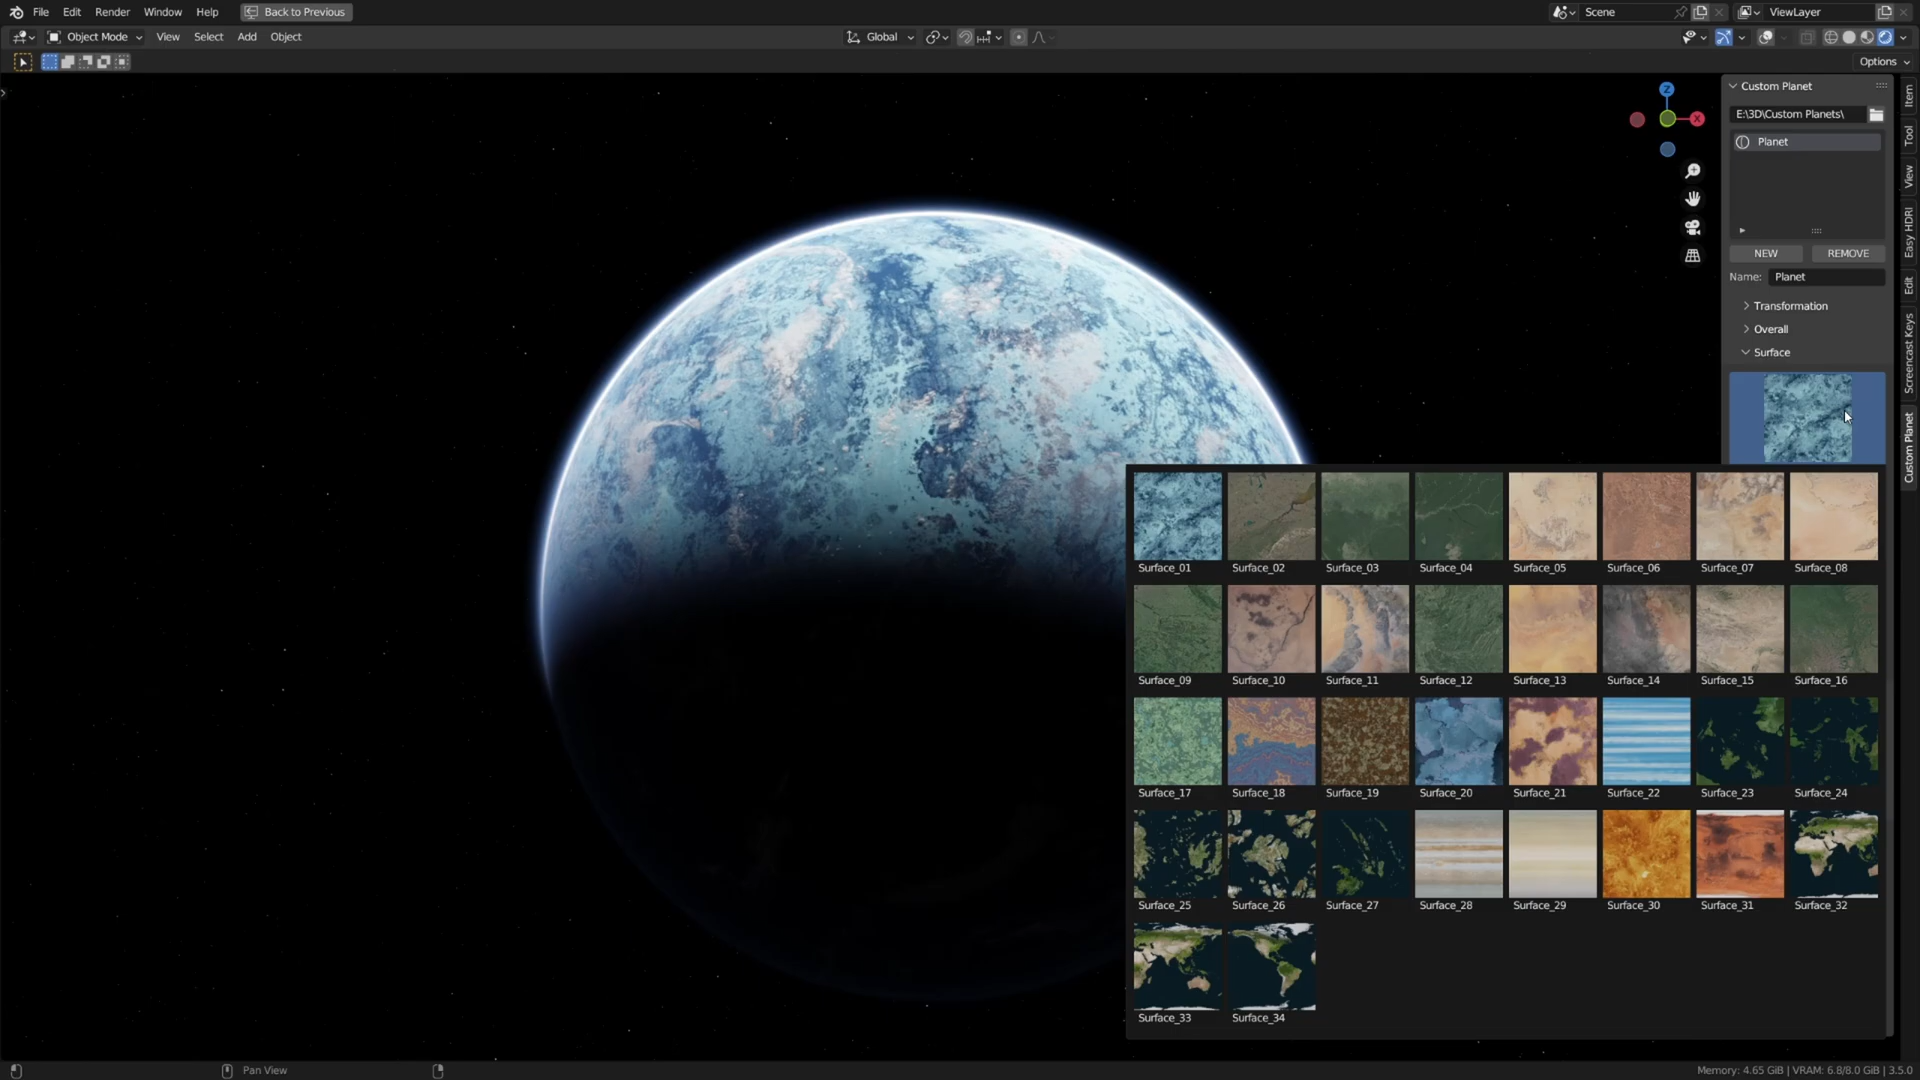 File Edit Render Window Help Back to Previous Scene ViewLayer
Object Mode View Select Add Object Global
Options
Custom Planet
E:\3D\Custom Planets\
Planet
NEW REMOVE
Name: Planet
Transformation
Overall
Surface
Item
Tool
View
Easy HDRI
Edit
Screencast Keys
Custom Planet
Z
X
Surface_01 Surface_02 Surface_03 Surface_04 Surface_05 Surface_06 Surface_07 Surface_08
Surface_09 Surface_10 Surface_11 Surface_12 Surface_13 Surface_14 Surface_15 Surface_16
Surface_17 Surface_18 Surface_19 Surface_20 Surface_21 Surface_22 Surface_23 Surface_24
Surface_25 Surface_26 Surface_27 Surface_28 Surface_29 Surface_30 Surface_31 Surface_32
Surface_33 Surface_34
Pan View Memory: 4.65 GiB | VRAM: 6.8/8.0 GiB | 3.5.0